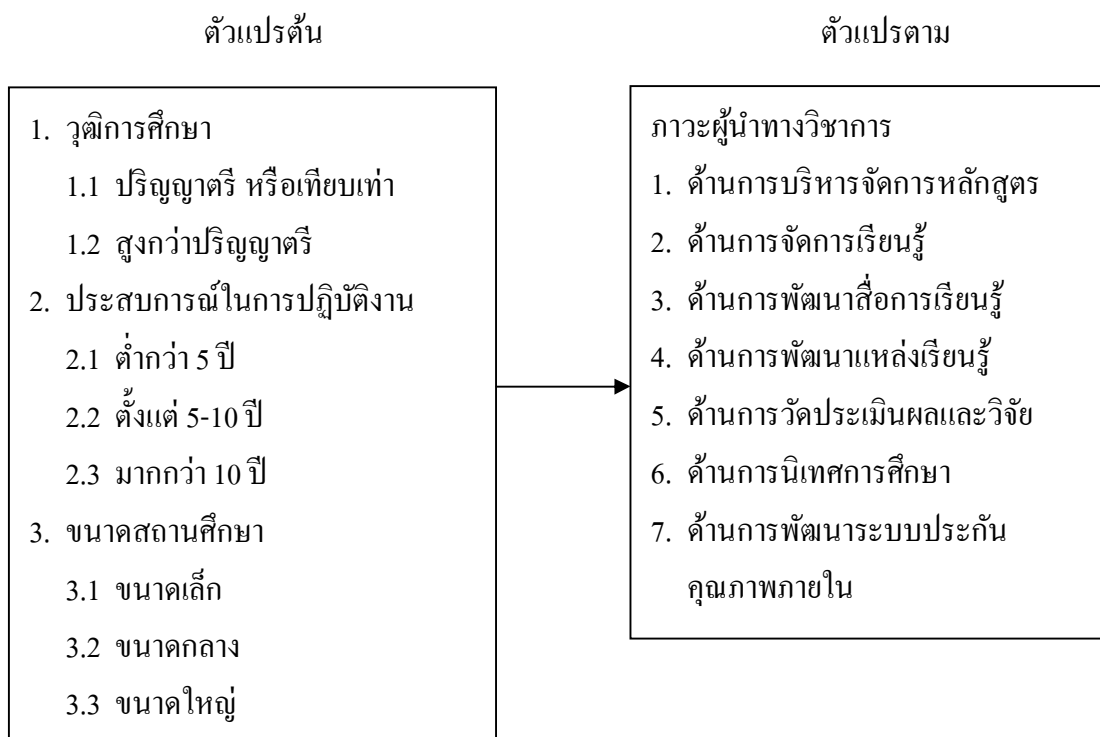 ตัวแปรต้น
ตัวแปรตาม
1. วุฒิการศึกษา
1.1 ปริญญาตรี หรือเทียบเท่า
1.2 สูงกว่าปริญญาตรี
2. ประสบการณ์ในการปฏิบัติงาน
2.1 ต่ำกว่า 5 ปี
2.2 ตั้งแต่ 5-10 ปี
2.3 มากกว่า 10 ปี
3. ขนาดสถานศึกษา
3.1 ขนาดเล็ก
3.2 ขนาดกลาง
3.3 ขนาดใหญ่
ภาวะผู้นำทางวิชาการ
1. ด้านการบริหารจัดการหลักสูตร
2. ด้านการจัดการเรียนรู้
3. ด้านการพัฒนาสื่อการเรียนรู้
4. ด้านการพัฒนาแหล่งเรียนรู้
5. ด้านการวัดประเมินผลและวิจัย
6. ด้านการนิเทศการศึกษา
7. ด้านการพัฒนาระบบประกัน
คุณภาพภายใน